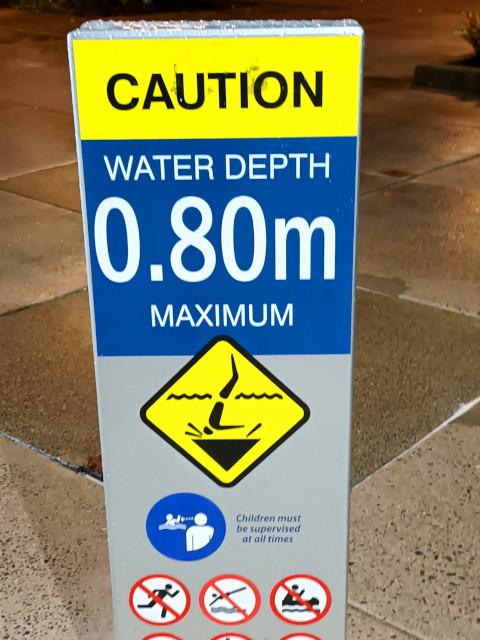 CAUTION
WATER DEPTH
0.80m
MAXIMUM
Children must
be supervised
at all times